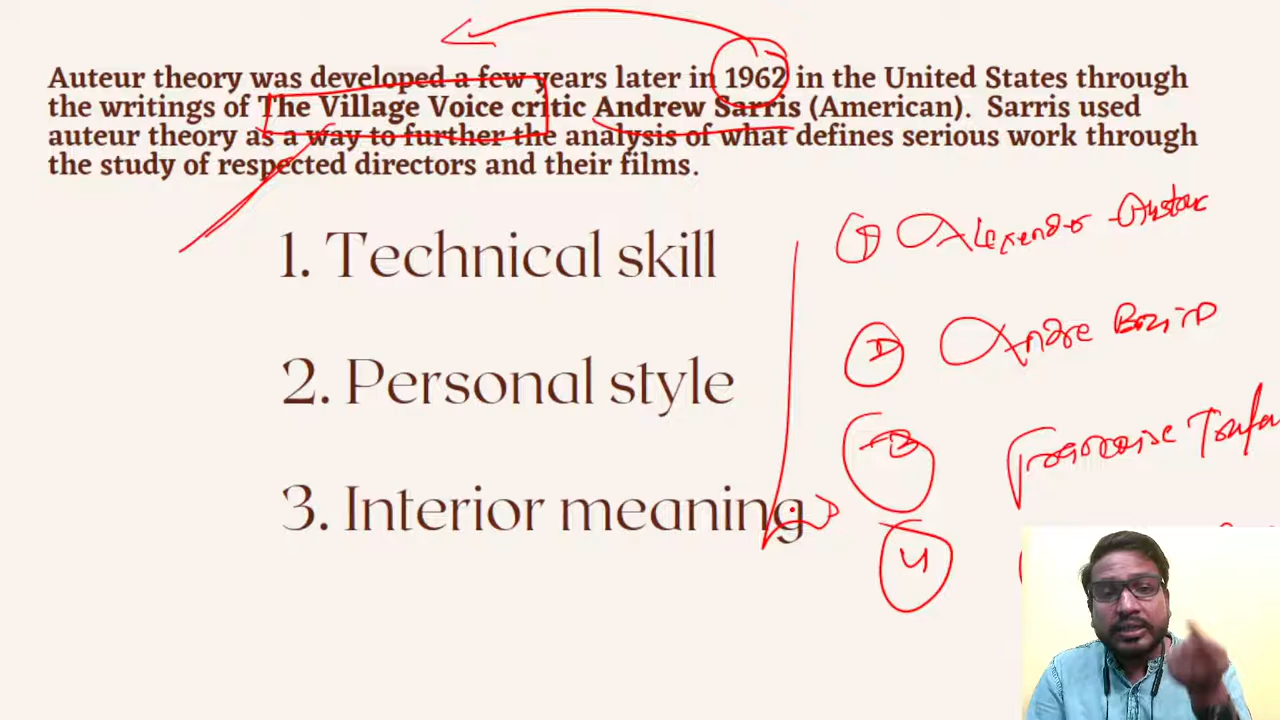 Auteur theory was developed a few years later in 1962 in the United States through
the writings of The Village Voice critic Andrew Sarris (American). Sarris used
auteur theory as a way to further the analysis of what defines serious work through
the study of respected directors and their films.
1. Technical skill
2. Personal style
3. Interior meaning
Alexender
Andre Bazin
4